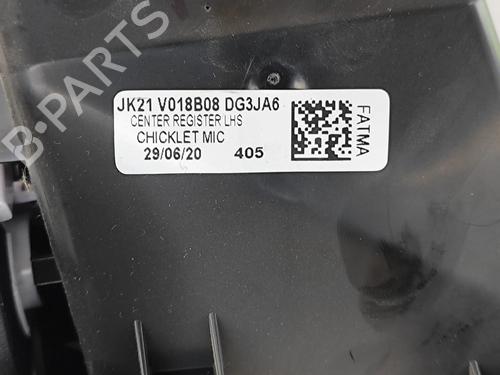 JK21 V018B08 DG3JA6
CENTER REGISTER LHS
CHICKLET MIC
29/06/20 405
FATMA
B-PARTS